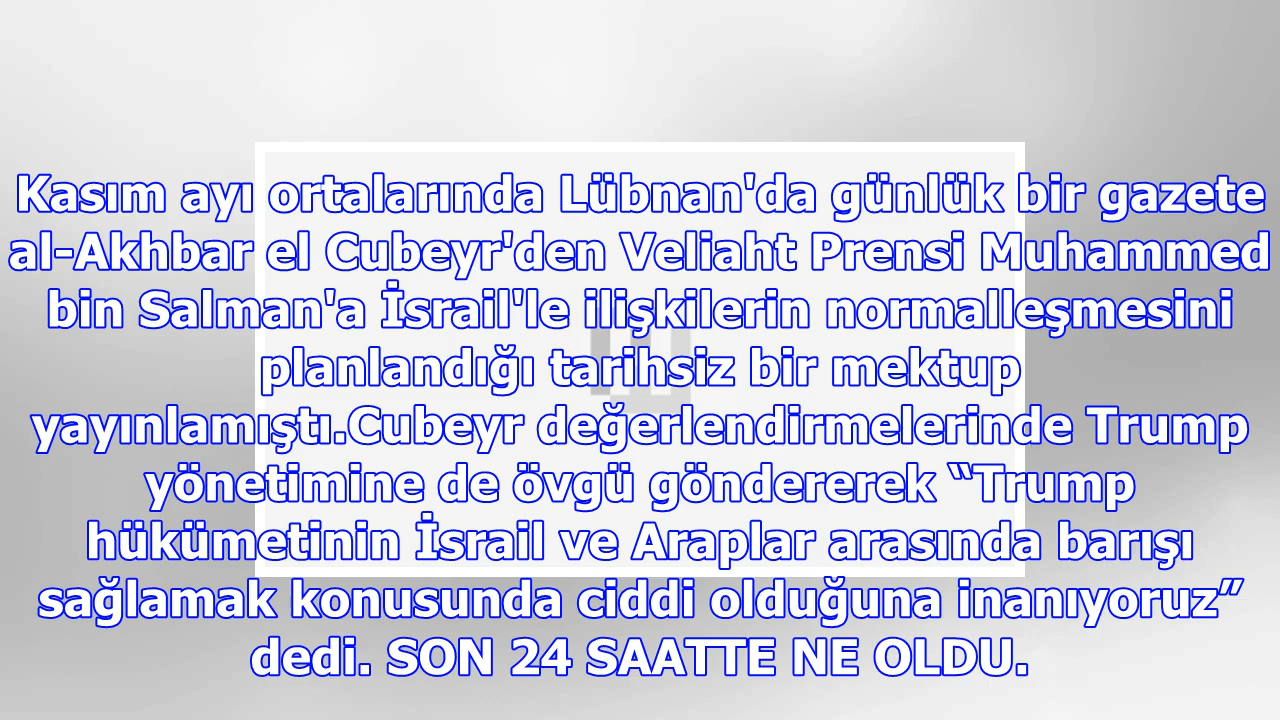 Kasım ayı ortalarında Lübnan'da günlük bir gazete
al-Akhbar el Cubeyr'den Veliaht Prensi Muhammed
bin Salman'a İsrail'le ilişkilerin normalleşmesini
planlandığı tarihsiz bir mektup
yayınlamıştı.Cubeyr değerlendirmelerinde Trump
yönetimine de övgü göndererek “Trump
hükümetinin İsrail ve Araplar arasında barışı
sağlamak konusunda ciddi olduğuna inanıyoruz”
dedi. SON 24 SAATTE NE OLDU.